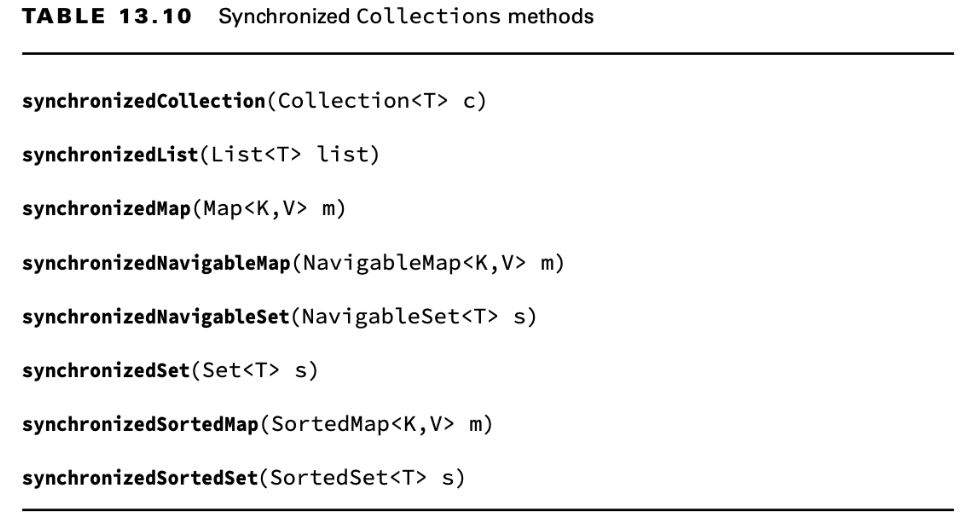 TABLE 13.10 Synchronized Collections methods
synchronizedCollection(Collection<T> c)
synchronizedList(List<T> list)
synchronizedMap(Map<K,V> m)
synchronizedNavigableMap(NavigableMap<K,V> m)
synchronizedNavigableSet(NavigableSet<T> s)
synchronizedSet(Set<T> s)
synchronizedSortedMap(SortedMap<K,V> m)
synchronizedSortedSet(SortedSet<T> s)